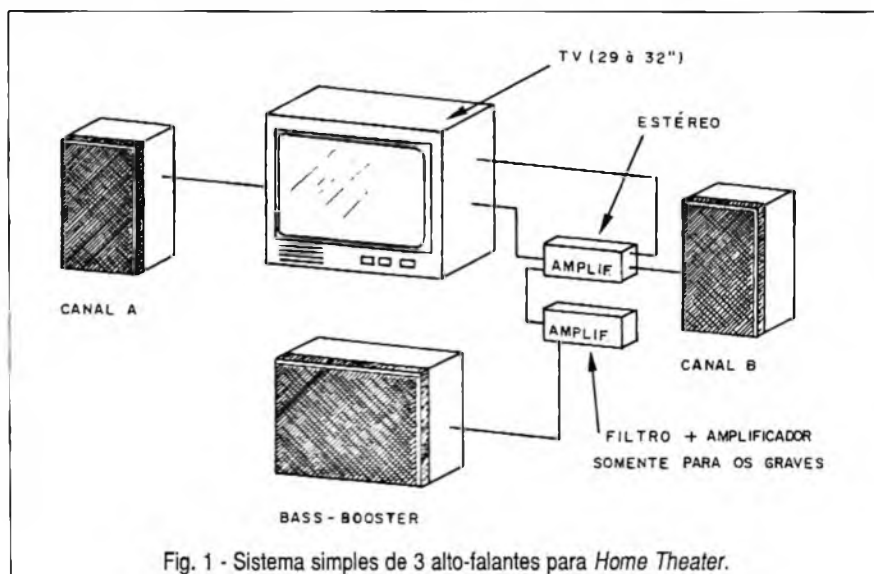 TV (29 à 32")
ESTÉREO
AMPLIF.
CANAL A
AMPLIF.
CANAL B
FILTRO + AMPLIFICADOR
SOMENTE PARA OS GRAVES
BASS-BOOSTER
Fig. 1 - Sistema simples de 3 alto-falantes para Home Theater.